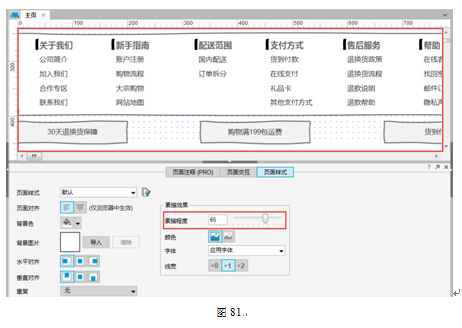 主页
0 100 200 300 400 500 600 700
300
400
关于我们 新手指南 配送范围 支付方式 售后服务 帮助
公司简介 账户注册 国内配送 货到付款 退换货政策 在线客
加入我们 购物流程 订单拆分 在线支付 退换货流程 找回密
合作专区 大宗购物 礼品卡 退款说明 邮件订
联系我们 网站地图 其他支付方式 退款帮助 隐私声
30天退换货保障 购物满199包运费 货到付
页面注释 (PRO) 页面交互 页面样式
页面样式 默认
页面对齐 (仅浏览器中生效)
背景色
背景图片 导入 清除
水平对齐
垂直对齐
重复 无
素描效果
素描程度 65
颜色
字体 应用字体
线宽 +0 +1 +2
图 81.